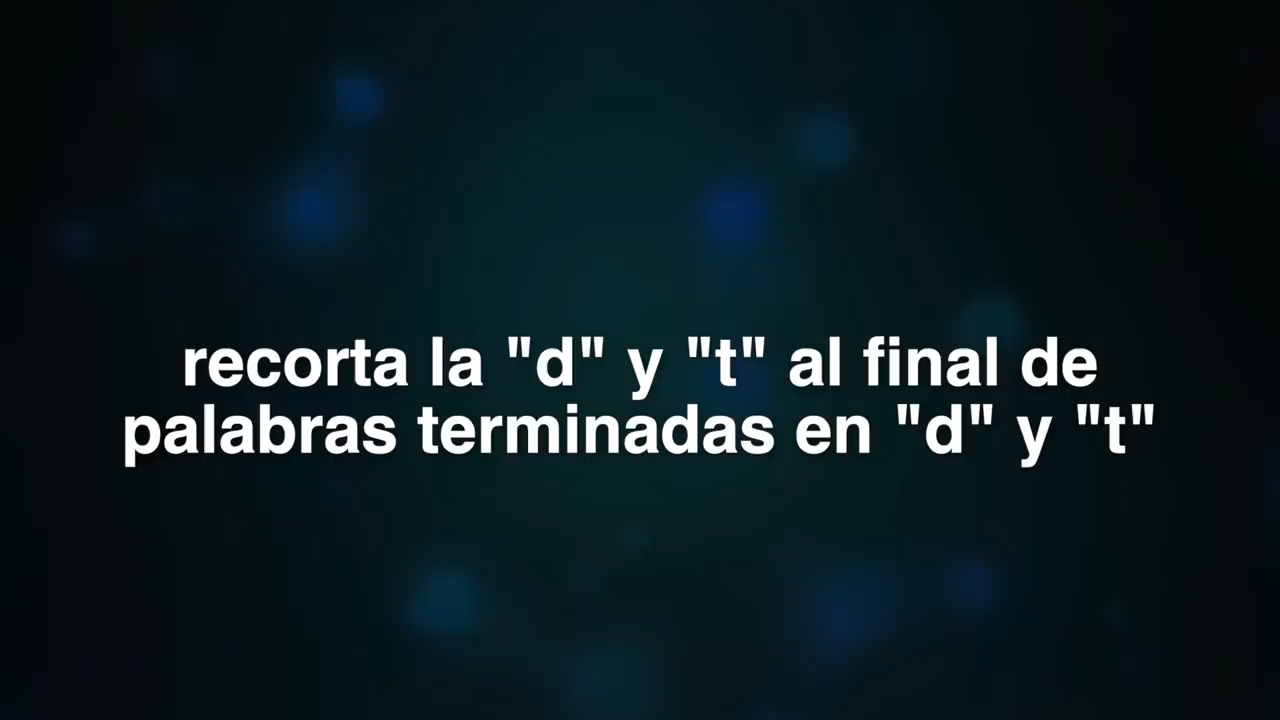 recorta la "d" y "t" al final de
palabras terminadas en "d" y "t"